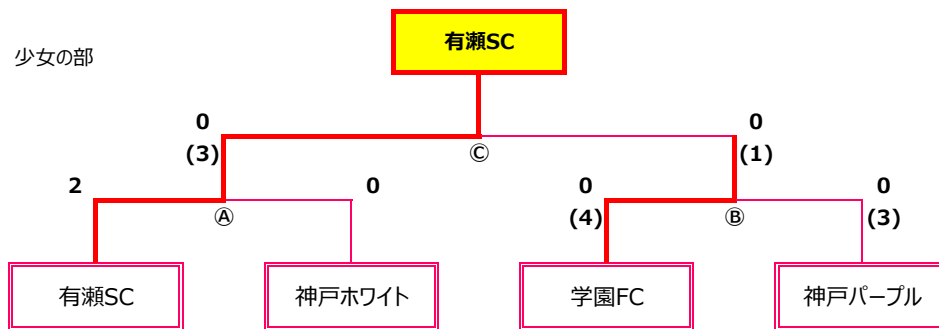 有瀬SC
少女の部
0 0
(3) Ⓒ (1)
2 0 0 0
Ⓐ (4) Ⓑ (3)
有瀬SC 神戸ホワイト 学園FC 神戸パープル